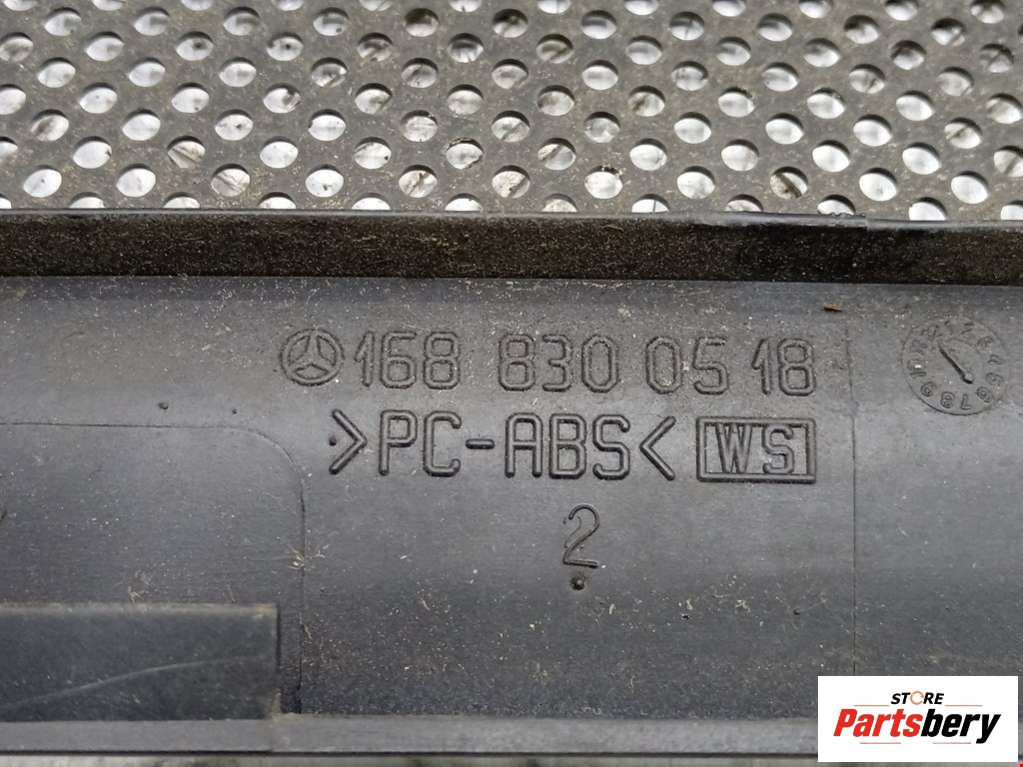 168 830 05 18
>PC-ABS< WS
2
STORE
Partsbery